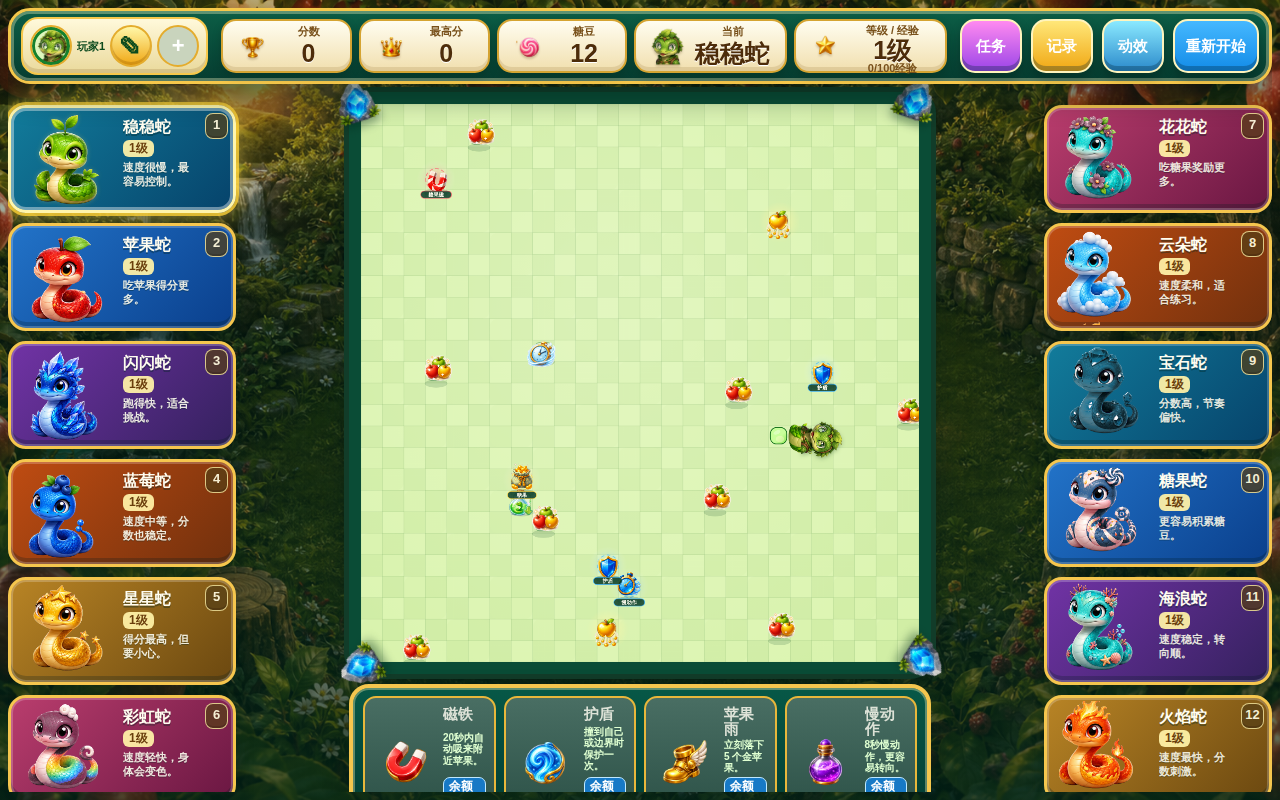 玩家1
+
分数
0
最高分
0
糖豆
12
当前
稳稳蛇
等级 / 经验
1级
0/100经验
任务
记录
动效
重新开始
稳稳蛇
1
1级
速度很慢，最
容易控制。
苹果蛇
2
1级
吃苹果得分更
多。
闪闪蛇
3
1级
跑得快，适合
挑战。
蓝莓蛇
4
1级
速度中等，分
数也稳定。
星星蛇
5
1级
得分最高，但
要小心。
彩虹蛇
6
1级
速度轻快，身
体会变色。
护盾
苹果
3
护盾
慢动作
磁铁
20秒内自
动吸来附
近苹果。
余额
护盾
撞到自己
或边界时
保护一
次。
余额
苹果
雨
立刻落下
5 个金苹
果。
余额
慢动
作
8秒慢动
作，更容
易转向。
余额
花花蛇
7
1级
吃糖果奖励更
多。
云朵蛇
8
1级
速度柔和，适
合练习。
宝石蛇
9
1级
分数高，节奏
偏快。
糖果蛇
10
1级
更容易积累糖
豆。
海浪蛇
11
1级
速度稳定，转
向顺。
火焰蛇
12
1级
速度最快，分
数刺激。